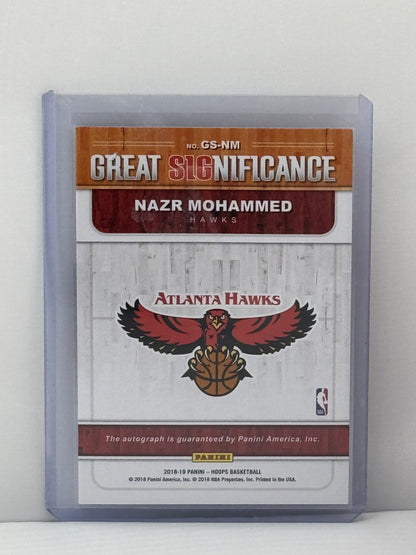 NO. GS-NM
GREAT SIGNIFICANCE
NAZR MOHAMMED
HAWKS
ATLANTA HAWKS
The autograph is guaranteed by Panini America, Inc.
PANINI
2018-19 PANINI – HOOPS BASKETBALL
© 2018 Panini America, Inc. © 2018 NBA Properties, Inc. Printed in the USA.